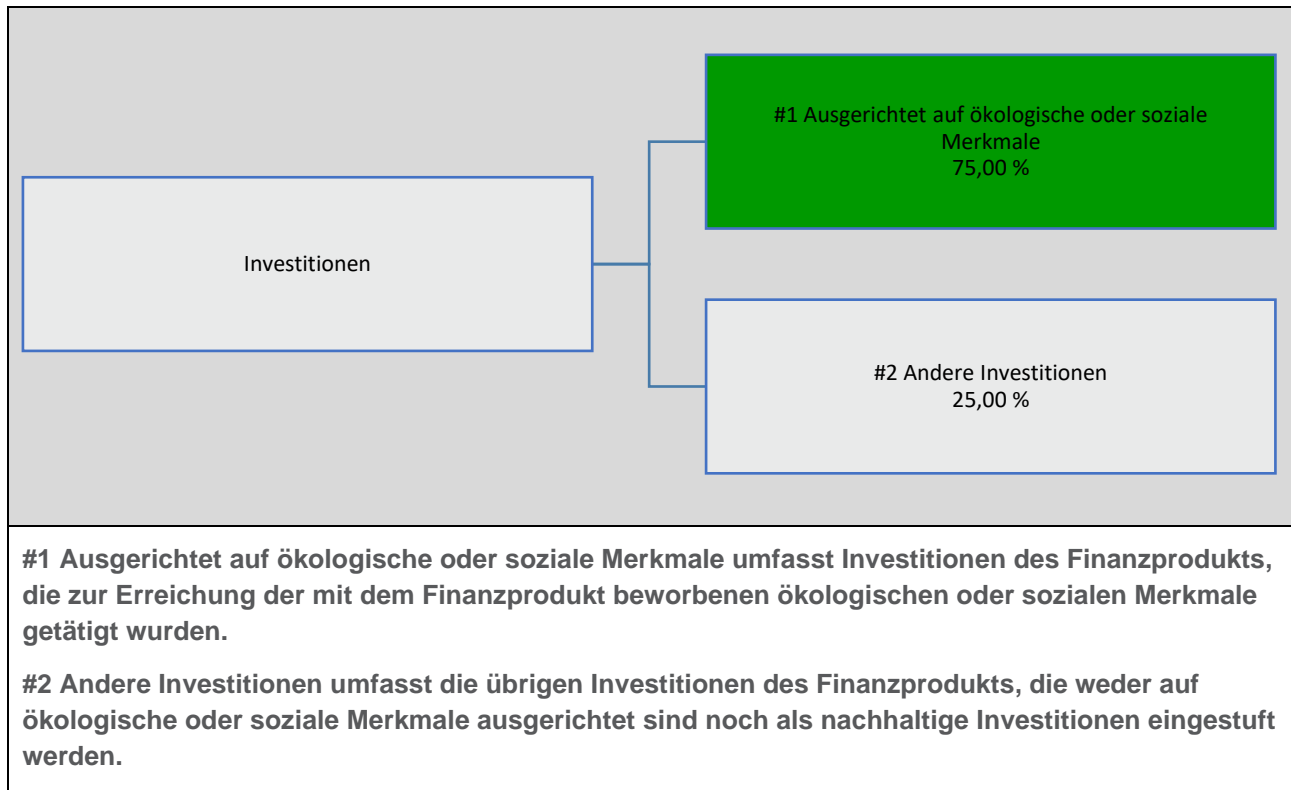 #1 Ausgerichtet auf ökologische oder soziale
Merkmale
75,00 %
Investitionen
#2 Andere Investitionen
25,00 %
#1 Ausgerichtet auf ökologische oder soziale Merkmale umfasst Investitionen des Finanzprodukts,
die zur Erreichung der mit dem Finanzprodukt beworbenen ökologischen oder sozialen Merkmale
getätigt wurden.
#2 Andere Investitionen umfasst die übrigen Investitionen des Finanzprodukts, die weder auf
ökologische oder soziale Merkmale ausgerichtet sind noch als nachhaltige Investitionen eingestuft
werden.